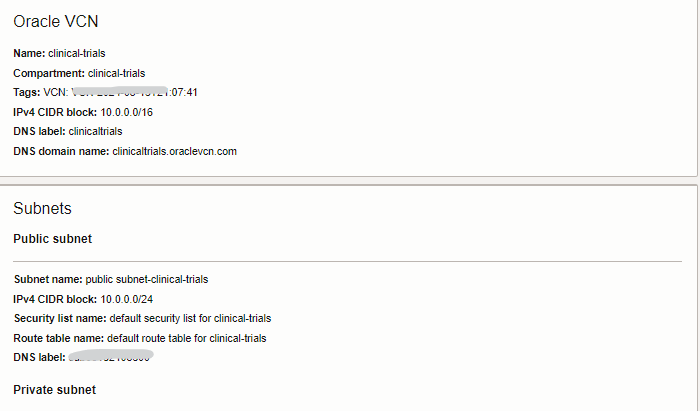 Oracle VCN
Name: clinical-trials
Compartment: clinical-trials
Tags: VCN: :07:41
IPv4 CIDR block: 10.0.0.0/16
DNS label: clinicaltrials
DNS domain name: clinicaltrials.oraclevcn.com
Subnets
Public subnet
Subnet name: public subnet-clinical-trials
IPv4 CIDR block: 10.0.0.0/24
Security list name: default security list for clinical-trials
Route table name: default route table for clinical-trials
DNS label:
Private subnet